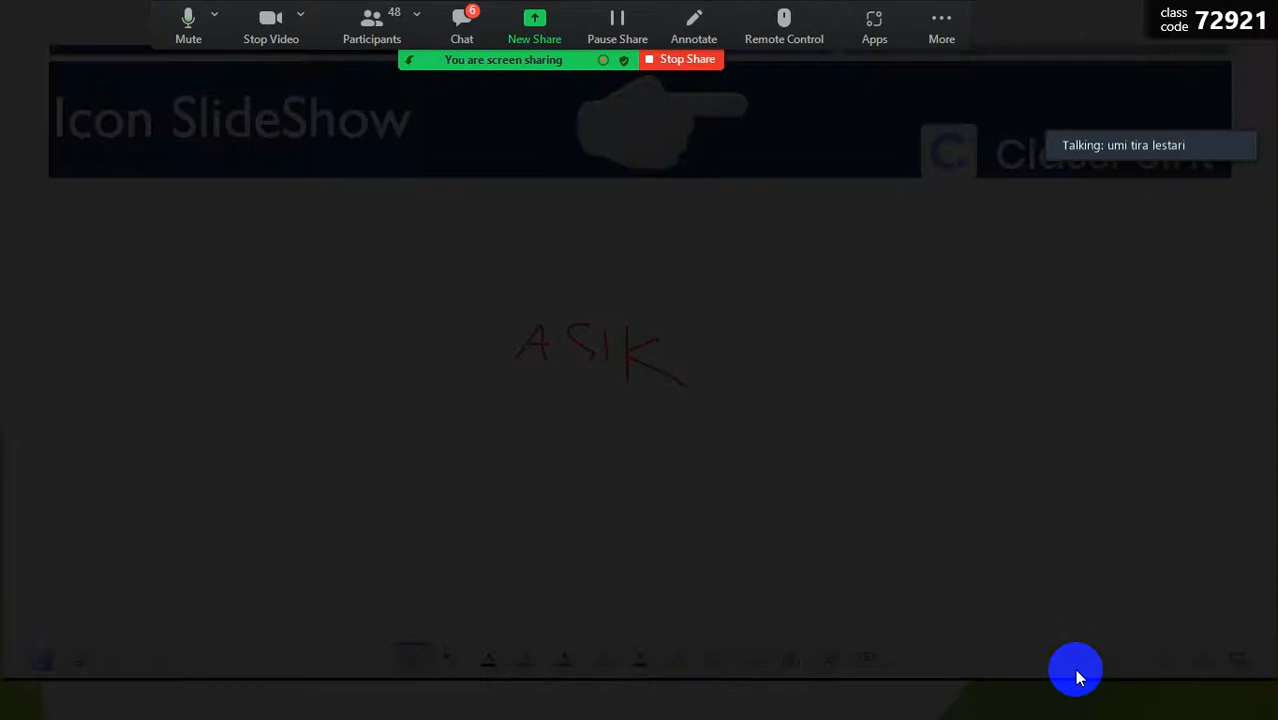 class code 72921
48
6
Mute Stop Video Participants Chat New Share Pause Share Annotate Remote Control Apps More
You are screen sharing Stop Share
Icon SlideShow
Talking: umi tira lestari
ASIK